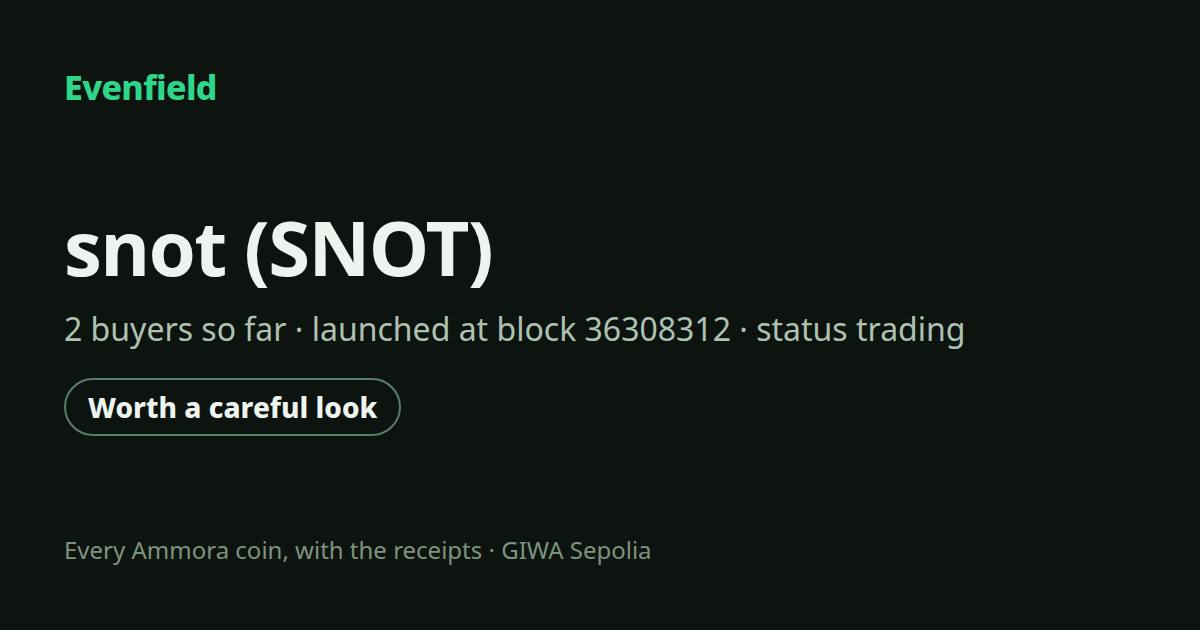 Evenfield
snot (SNOT)
2 buyers so far · launched at block 36308312 · status trading
Worth a careful look
Every Ammora coin, with the receipts · GIWA Sepolia